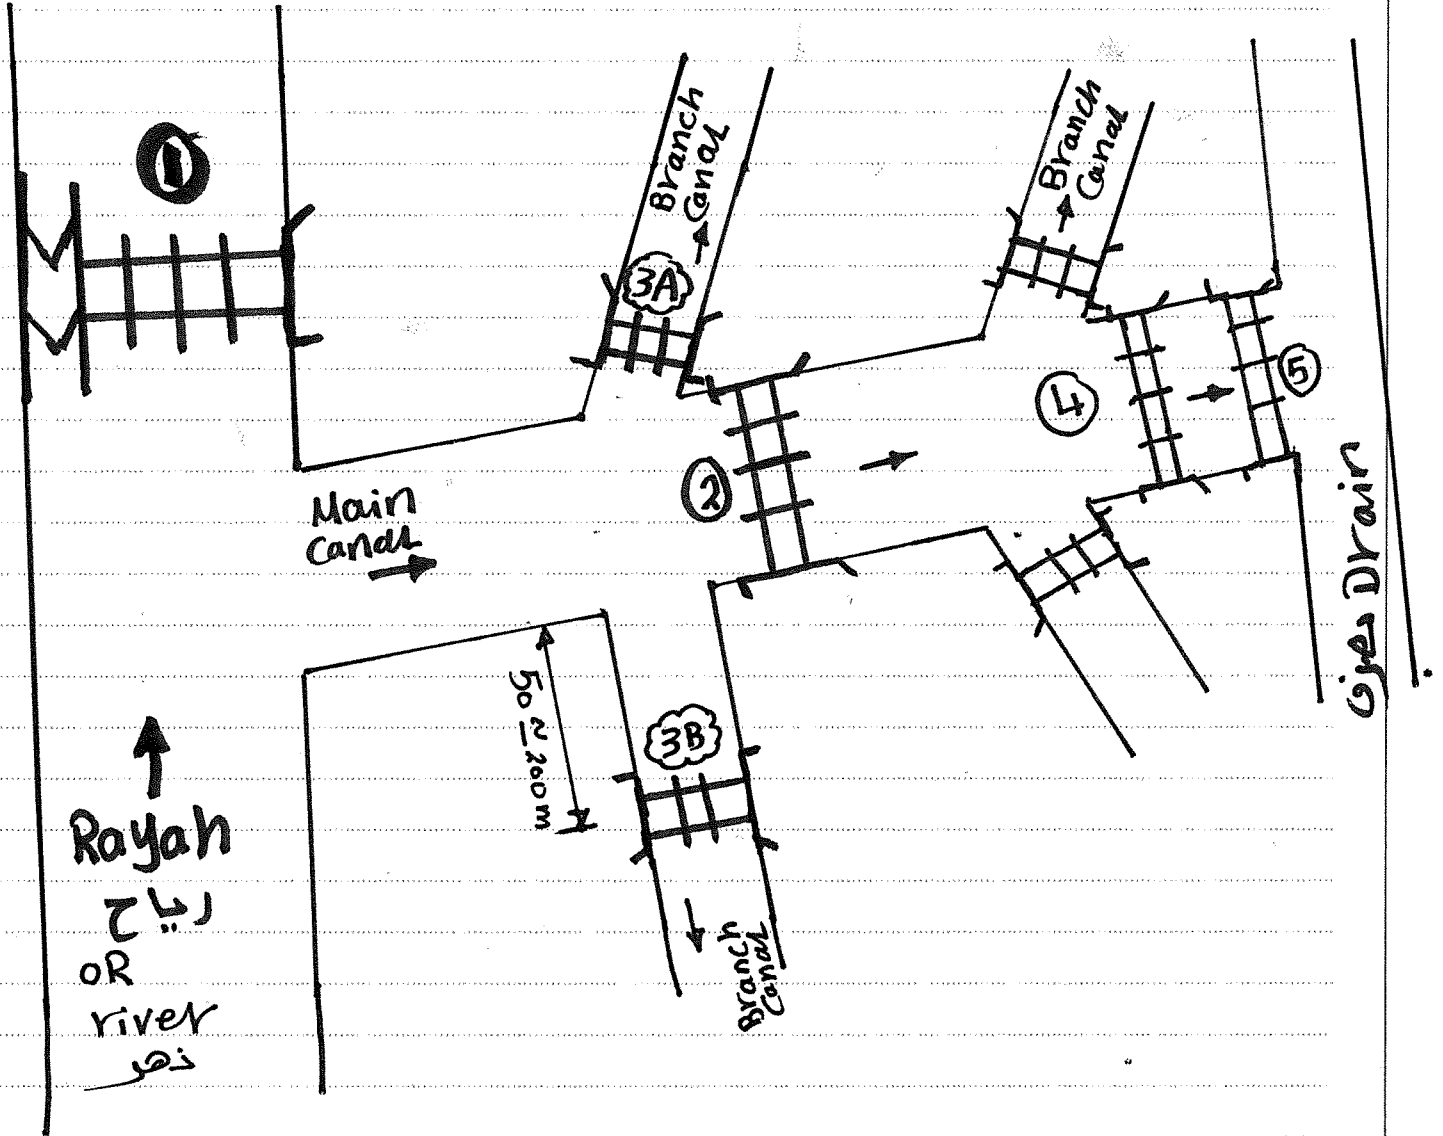 1
Branch
Canal
3A
Branch
Canal
4
5
2
Main
Canal
Drain مصرف
50 ≃ 200 m
3B
Rayah
رياح
OR
river
نهر
Branch
Canal